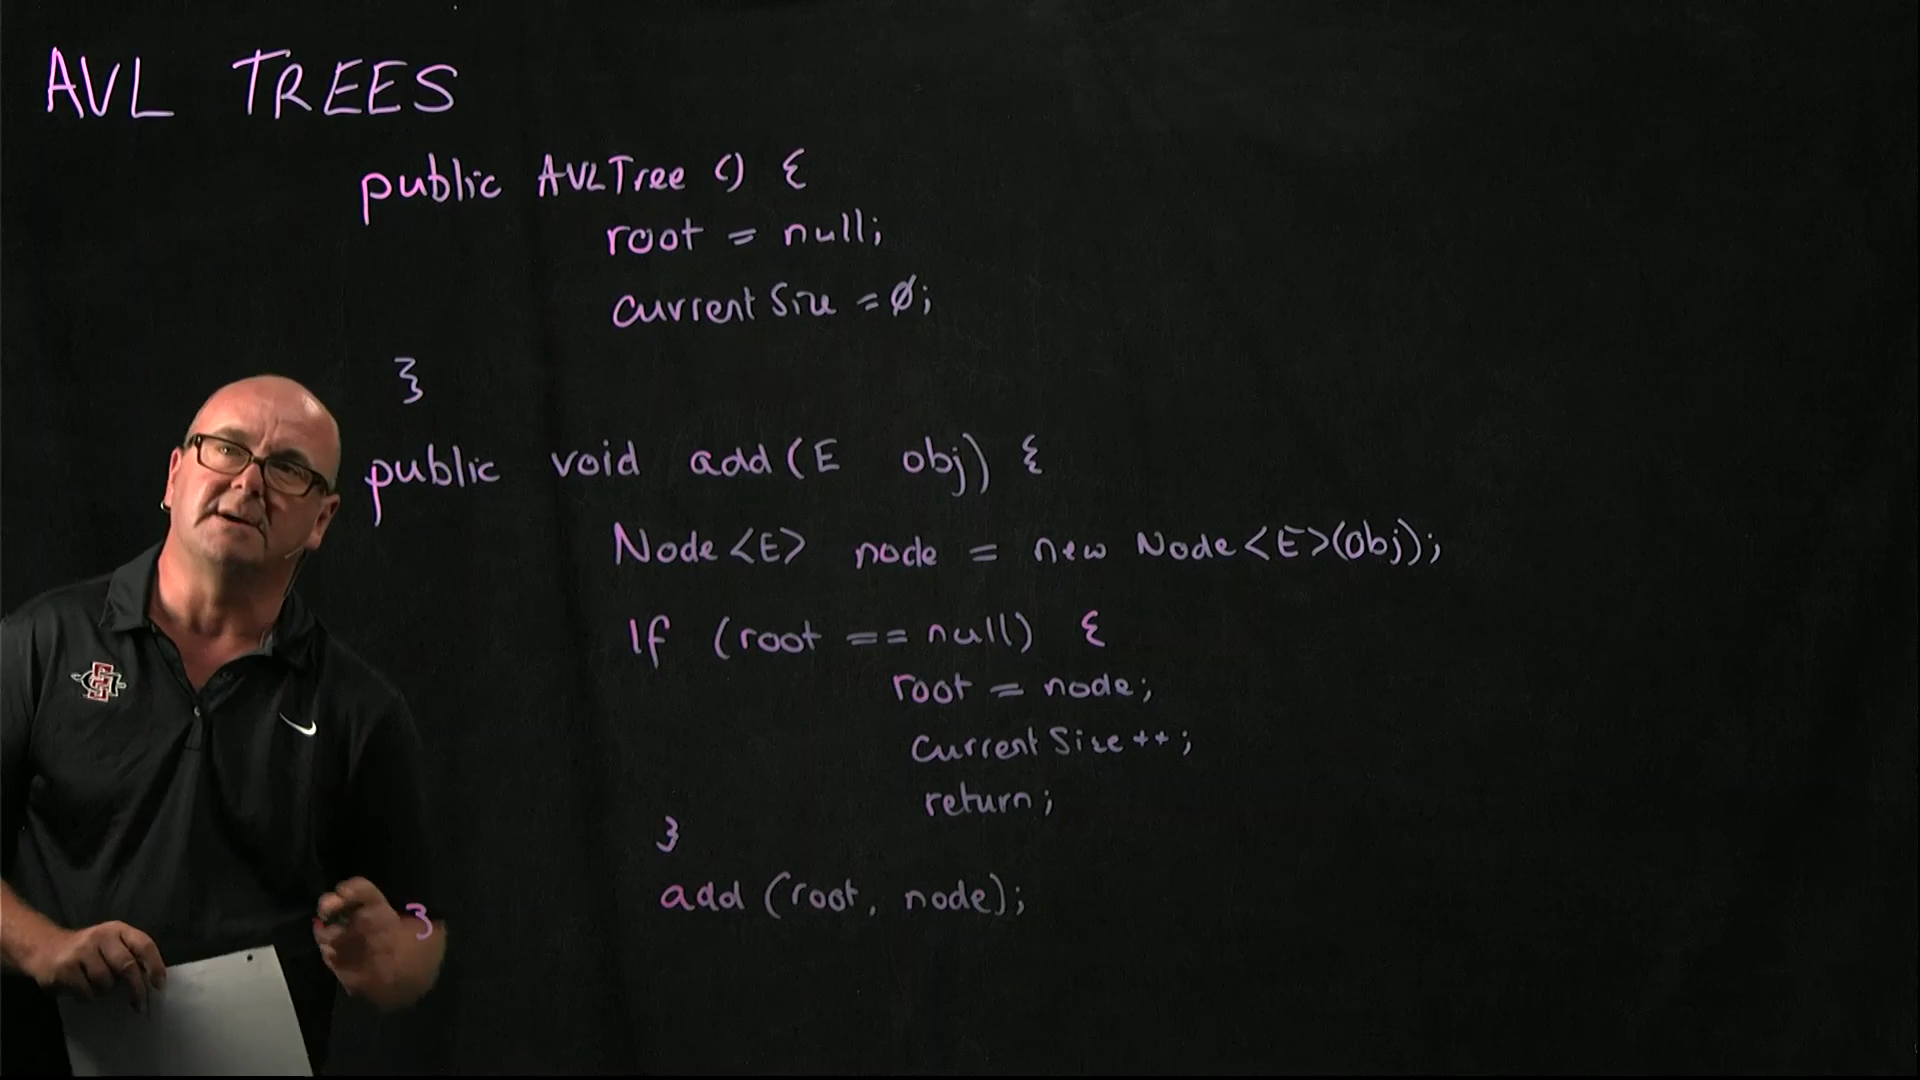 AVL TREES
public AVLTree () {
root = null;
currentSize = Ø;
}
public void add(E obj) {
Node<E> node = new Node<E>(obj);
If (root == null) {
root = node;
currentSize++;
return;
}
add (root, node);
}